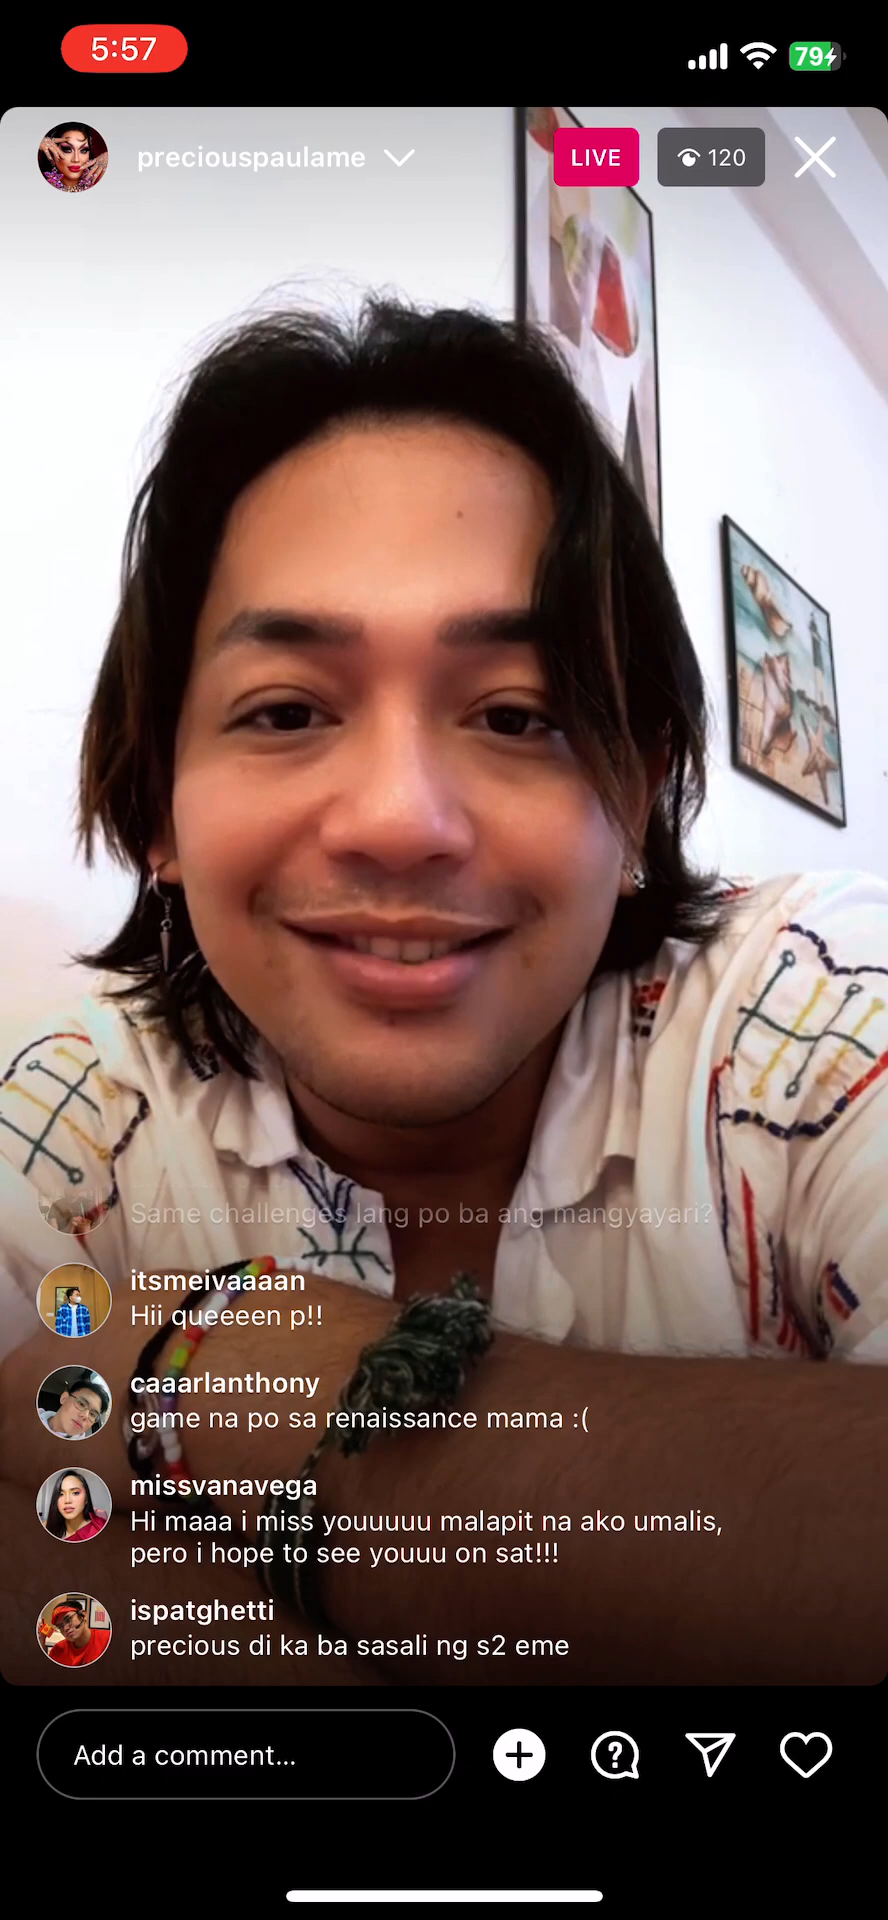 5:57
79
preciouspaulame
LIVE
120
Same challenges lang po ba ang mangyayari?
itsmeivaaaan
Hii queeeen p!!
caaarlanthony
game na po sa renaissance mama :(
missvanavega
Hi maaa i miss youuuuu malapit na ako umalis,
pero i hope to see youuu on sat!!!
ispatghetti
precious di ka ba sasali ng s2 eme
Add a comment...